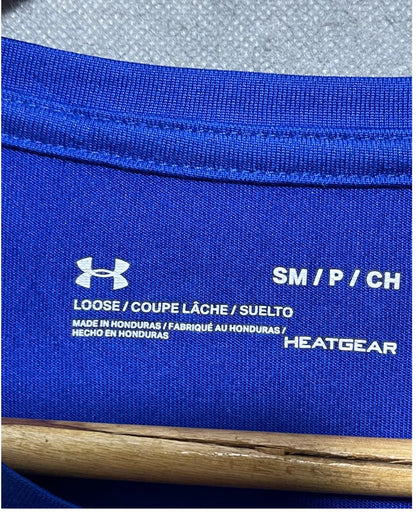 SM / P / CH
LOOSE / COUPE LÂCHE / SUELTO
MADE IN HONDURAS / FABRIQUÉ AU HONDURAS /
HECHO EN HONDURAS
HEATGEAR